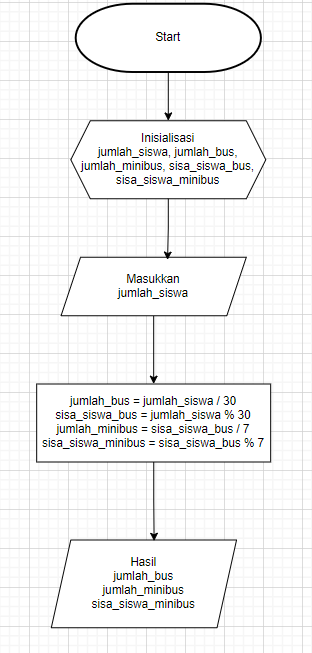 Start
Inisialisasi
jumlah_siswa, jumlah_bus,
jumlah_minibus, sisa_siswa_bus,
sisa_siswa_minibus
Masukkan
jumlah_siswa
jumlah_bus = jumlah_siswa / 30
sisa_siswa_bus = jumlah_siswa % 30
jumlah_minibus = sisa_siswa_bus / 7
sisa_siswa_minibus = sisa_siswa_bus % 7
Hasil
jumlah_bus
jumlah_minibus
sisa_siswa_minibus